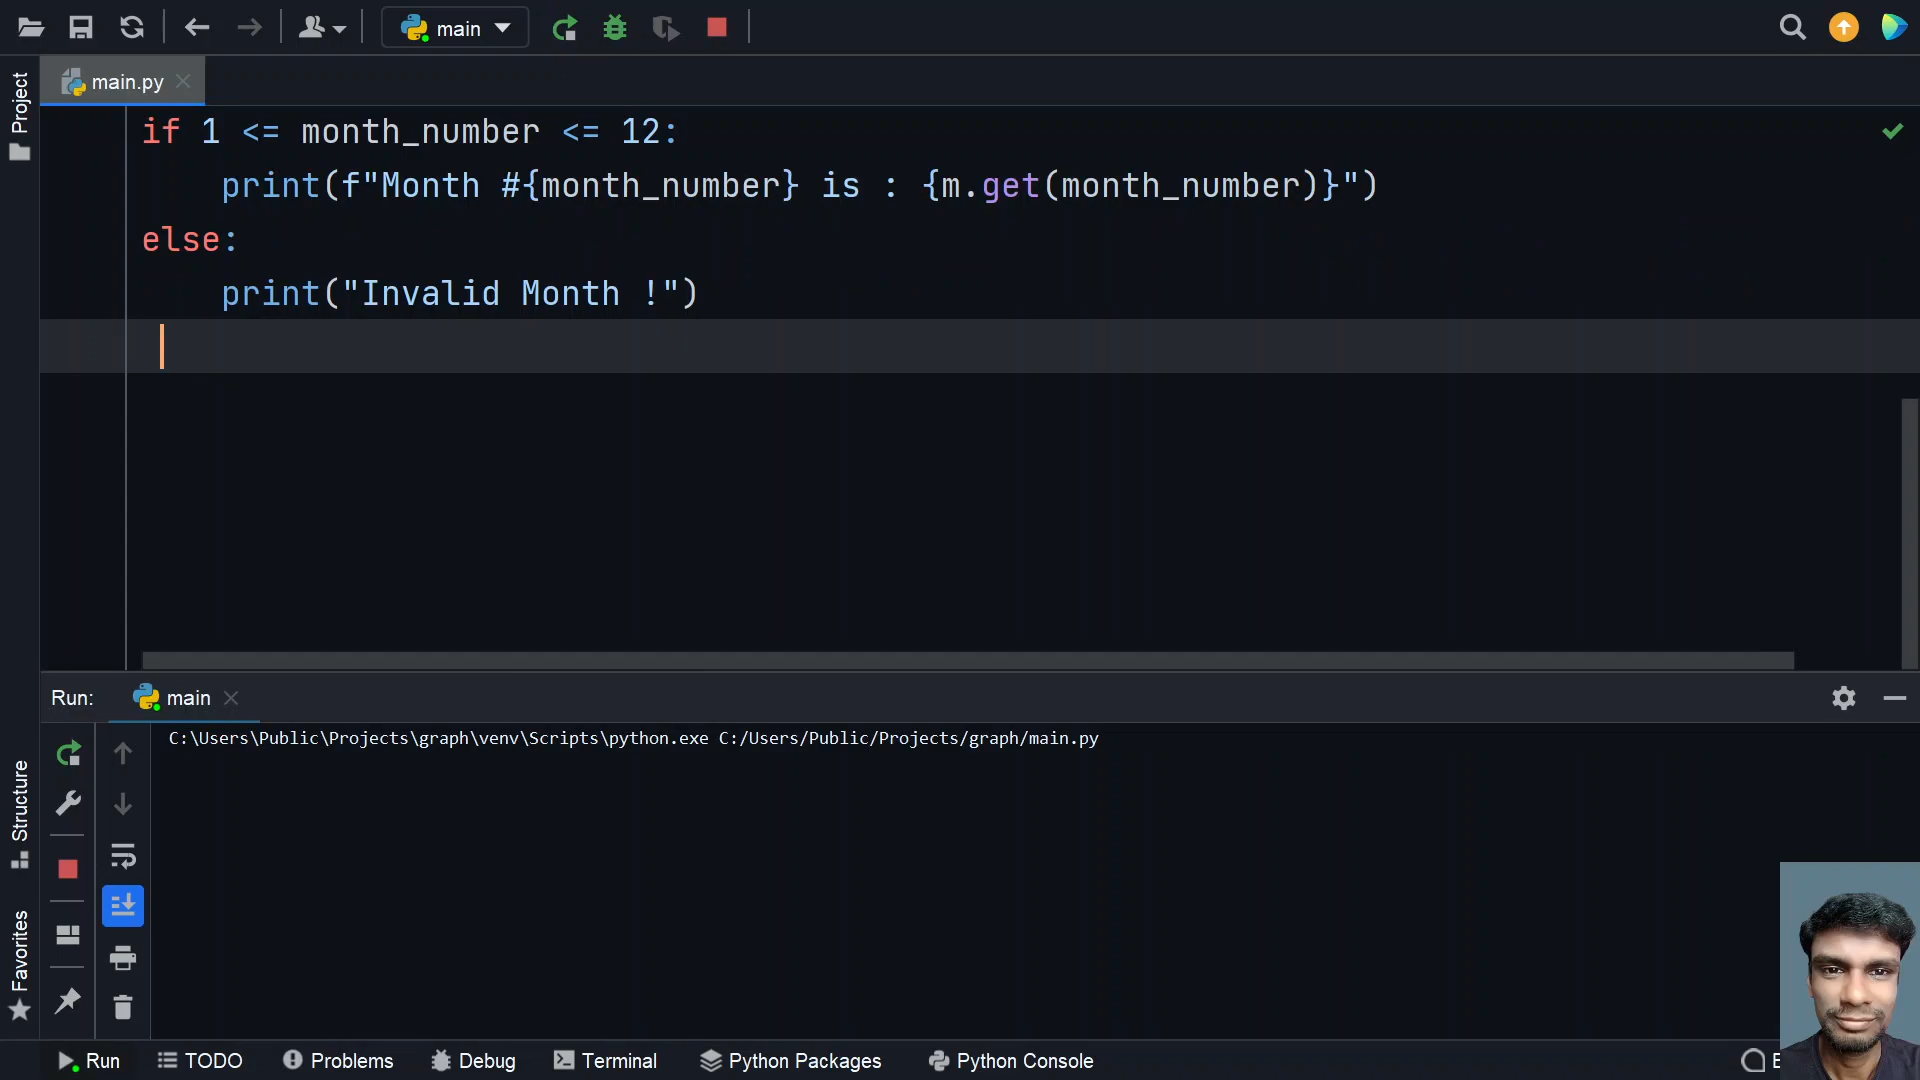 main
main.py
Project
if 1 <= month_number <= 12:
print(f"Month #{month_number} is : {m.get(month_number)}")
else:
print("Invalid Month !")
Run:
main
C:\Users\Public\Projects\graph\venv\Scripts\python.exe C:/Users/Public/Projects/graph/main.py
Structure
Favorites
Run
TODO
Problems
Debug
Terminal
Python Packages
Python Console